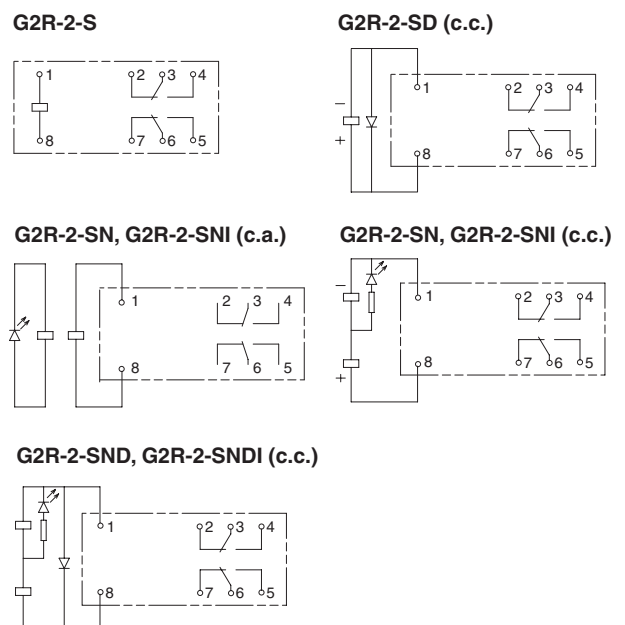 G2R-2-S
1 2 3 4
8 7 6 5
G2R-2-SD (c.c.)
– +
1 2 3 4
8 7 6 5
G2R-2-SN, G2R-2-SNI (c.a.)
1 2 3 4
8 7 6 5
G2R-2-SN, G2R-2-SNI (c.c.)
– +
1 2 3 4
8 7 6 5
G2R-2-SND, G2R-2-SNDI (c.c.)
1 2 3 4
8 7 6 5